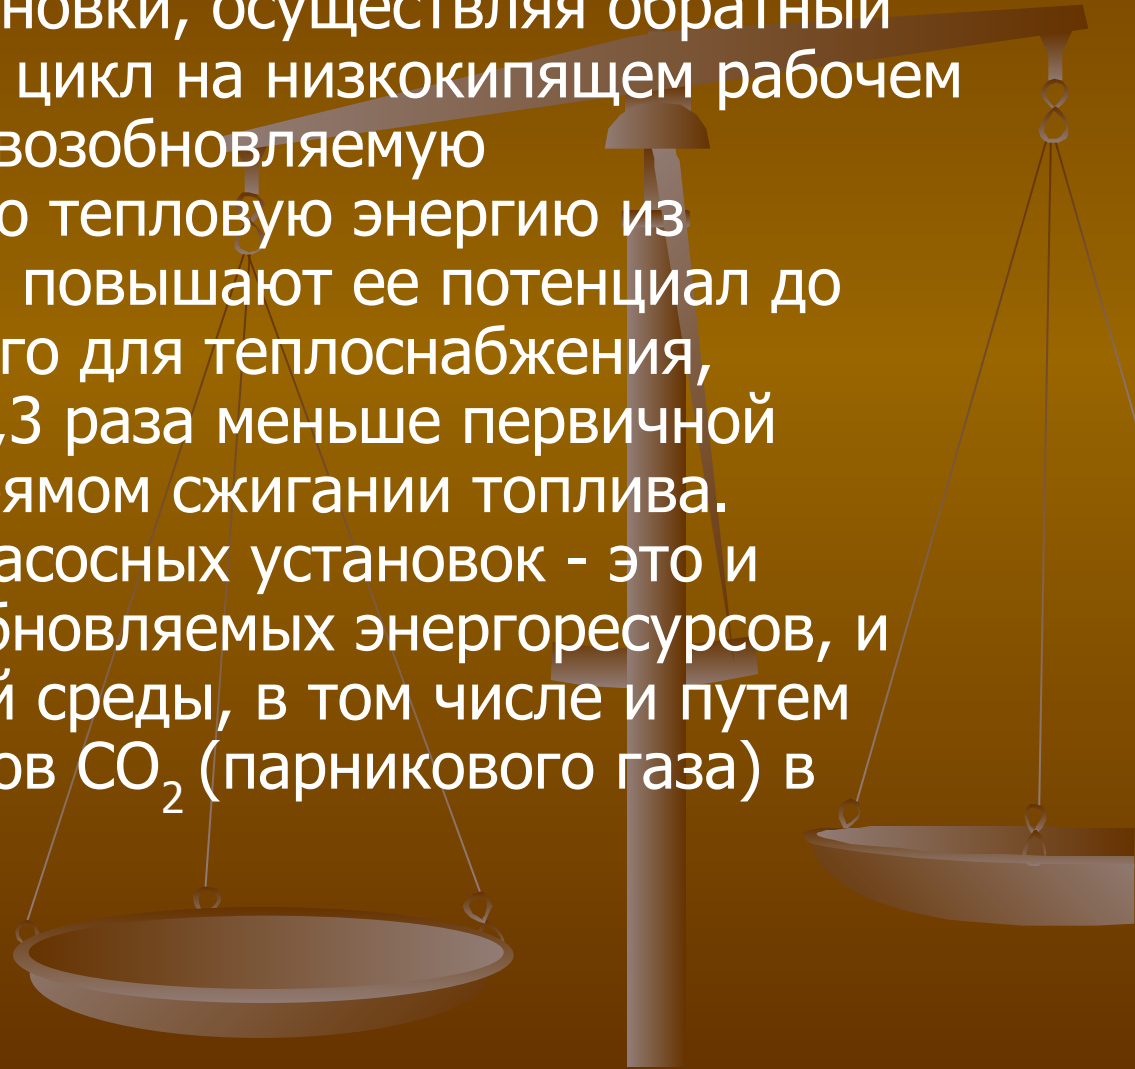 новки, осуществляя обратный
цикл на низкокипящем рабочем
возобновляемую
ю тепловую энергию из
повышают ее потенциал до
го для теплоснабжения,
,3 раза меньше первичной
ямом сжигании топлива.
асосных установок - это и
бновляемых энергоресурсов, и
й среды, в том числе и путем
ов CO₂ (парникового газа) в